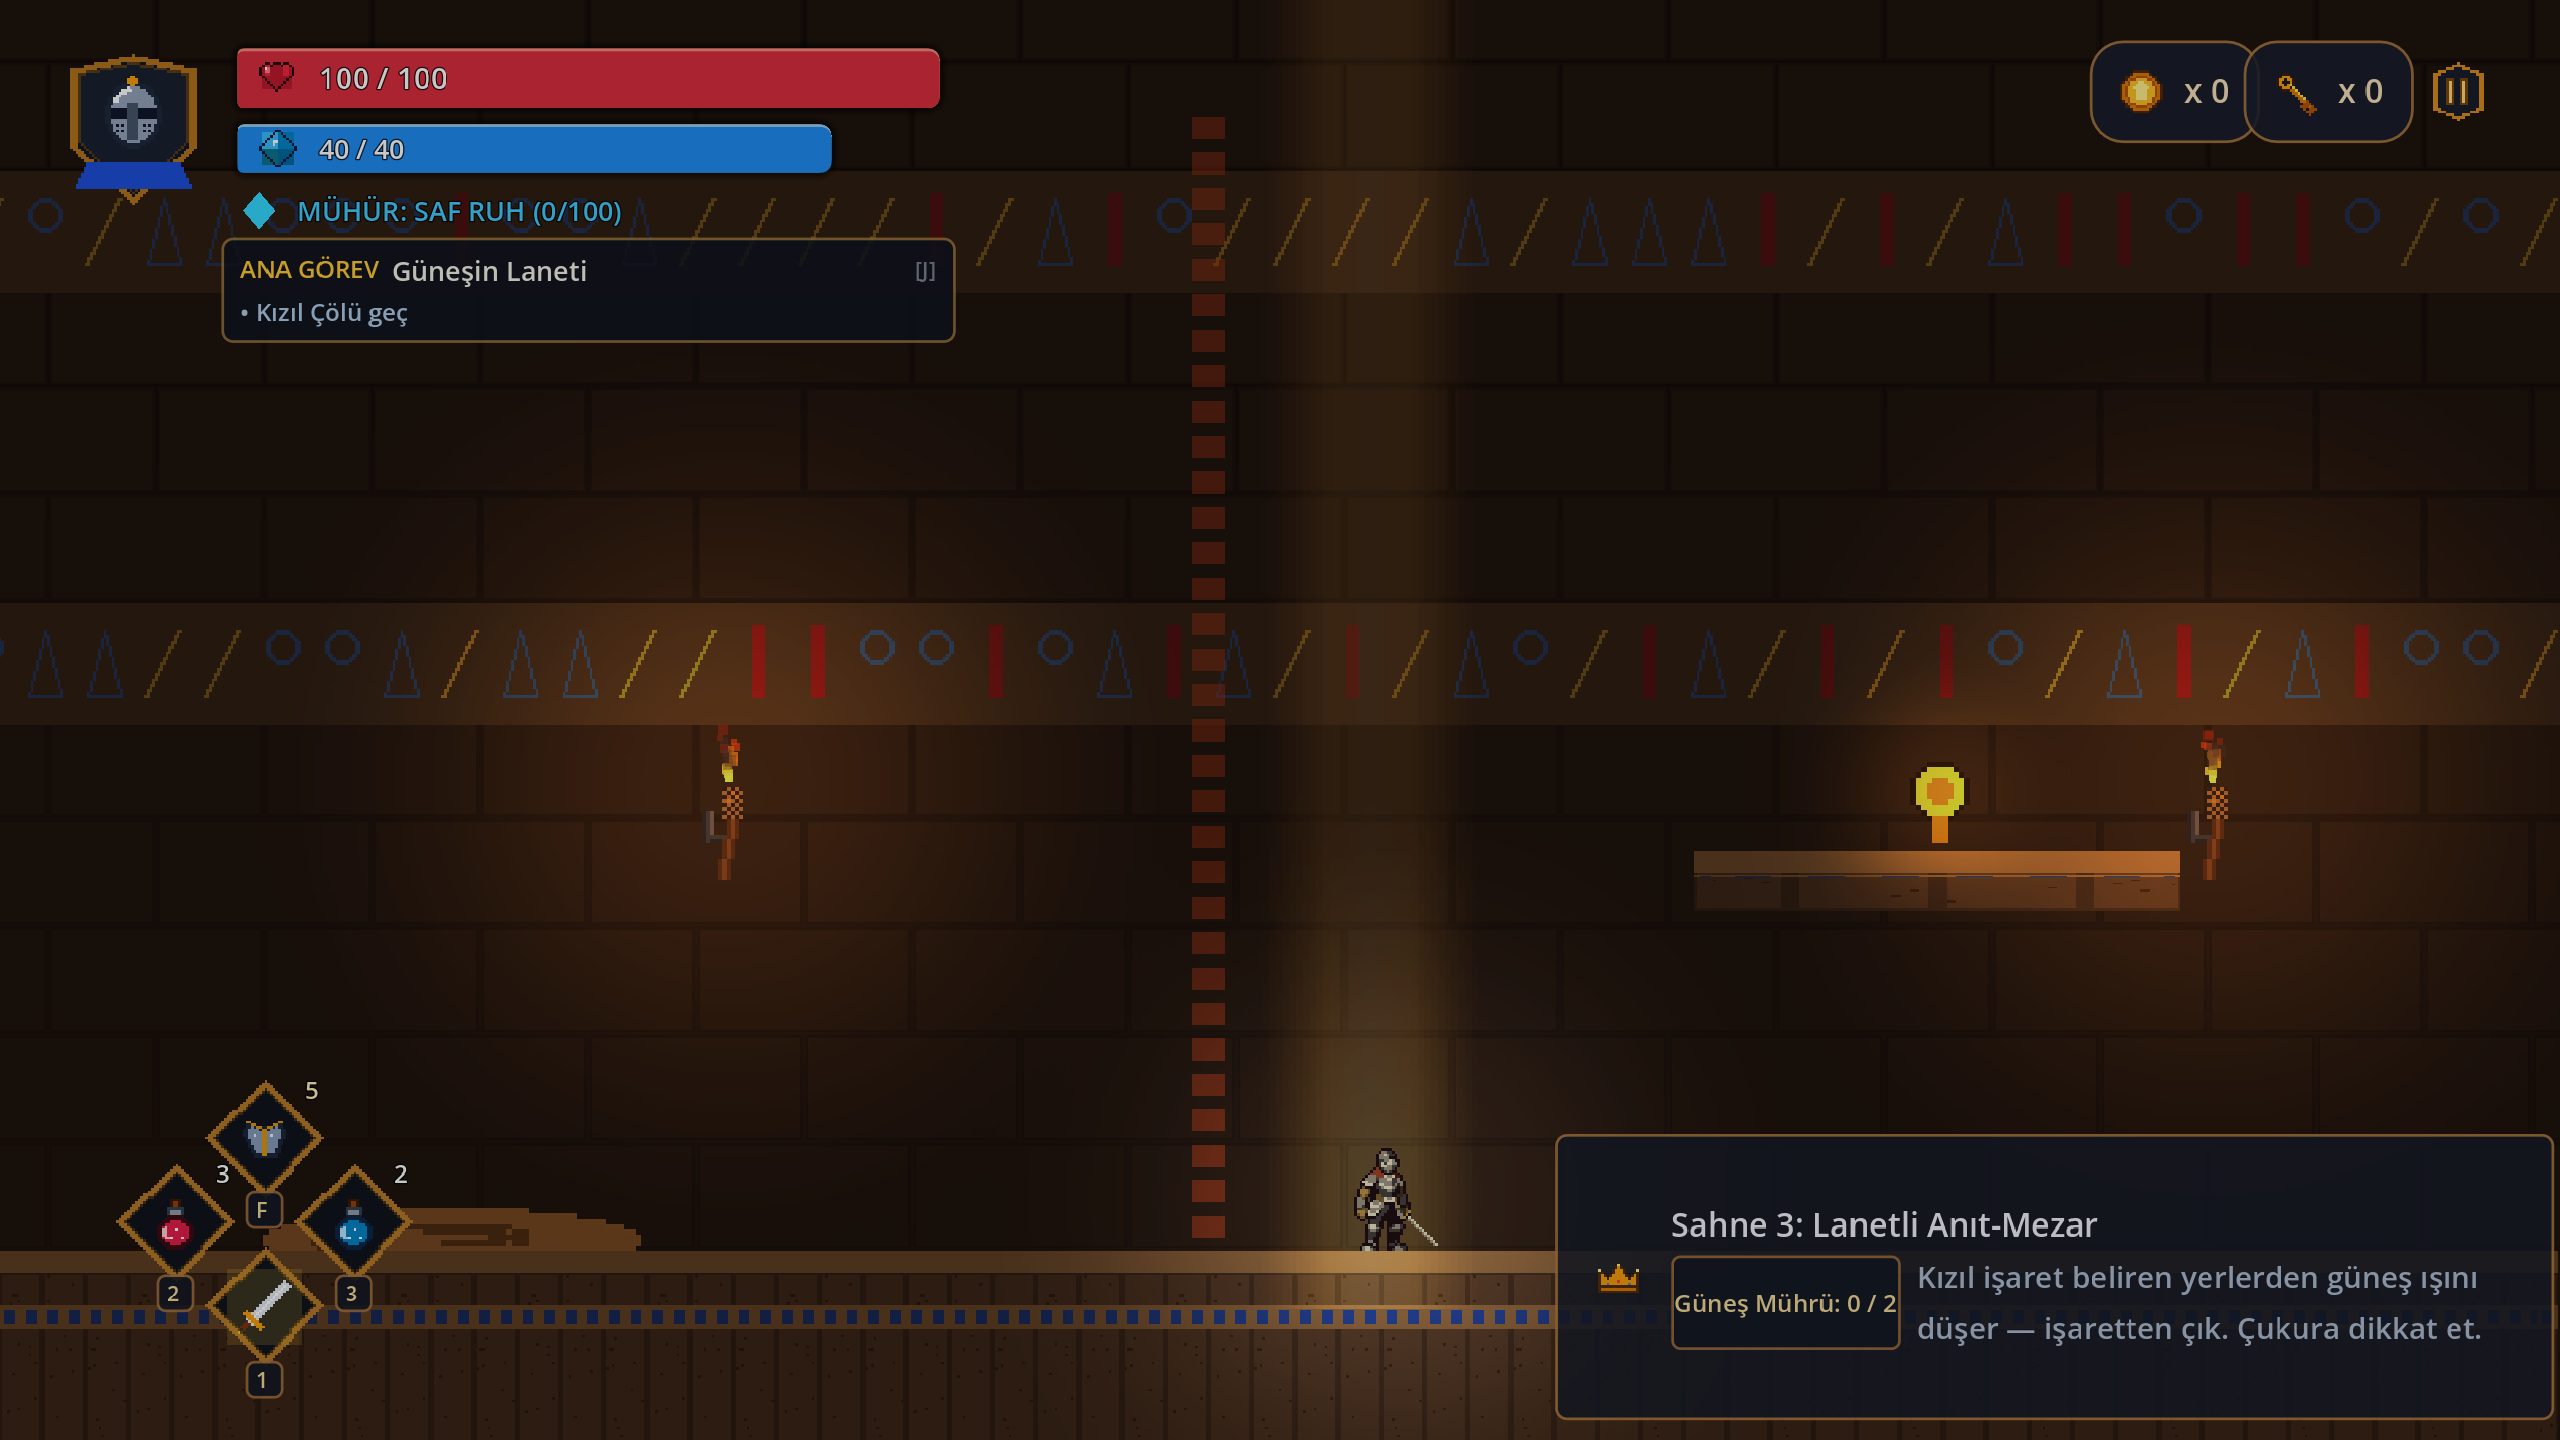 100 / 100
40 / 40
MÜHÜR: SAF RUH (0/100)
ANA GÖREV Güneşin Laneti [J]
• Kızıl Çölü geç
x 0
x 0
5
3
2
F
2
3
1
Sahne 3: Lanetli Anıt-Mezar
Güneş Mührü: 0 / 2
Kızıl işaret beliren yerlerden güneş ışını
düşer — işaretten çık. Çukura dikkat et.